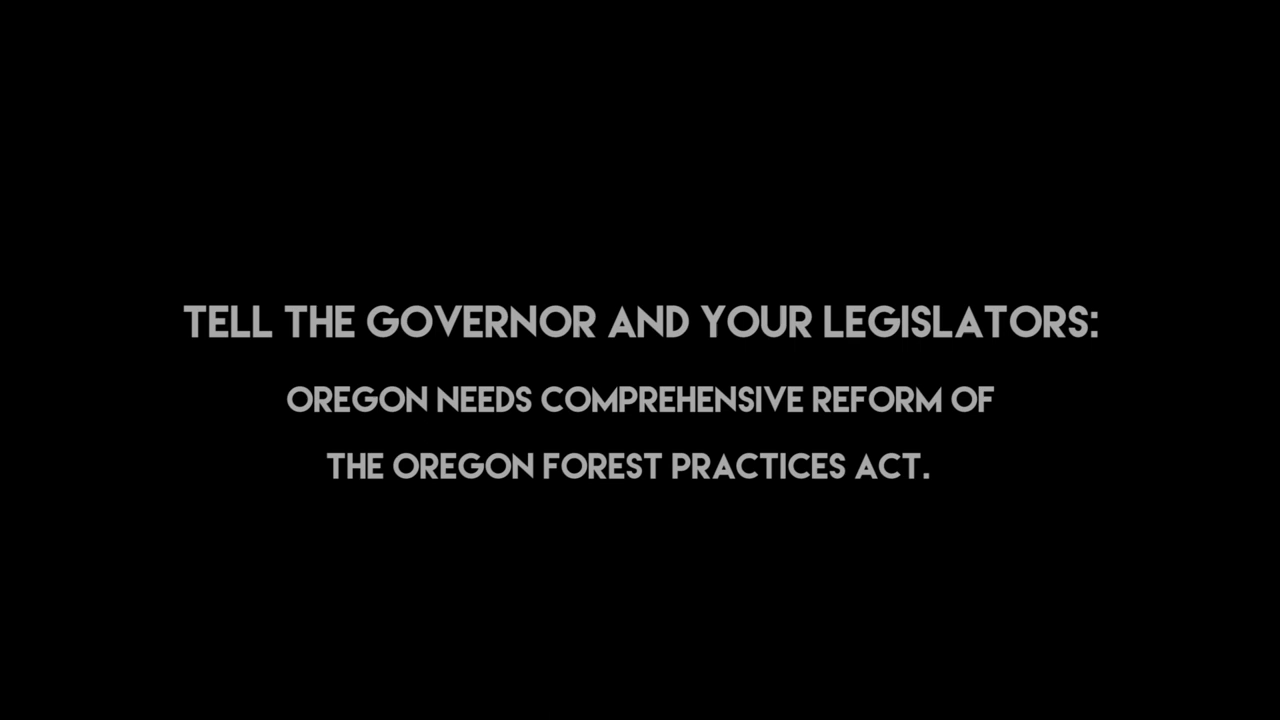 TELL THE GOVERNOR AND YOUR LEGISLATORS:
OREGON NEEDS COMPREHENSIVE REFORM OF
THE OREGON FOREST PRACTICES ACT.